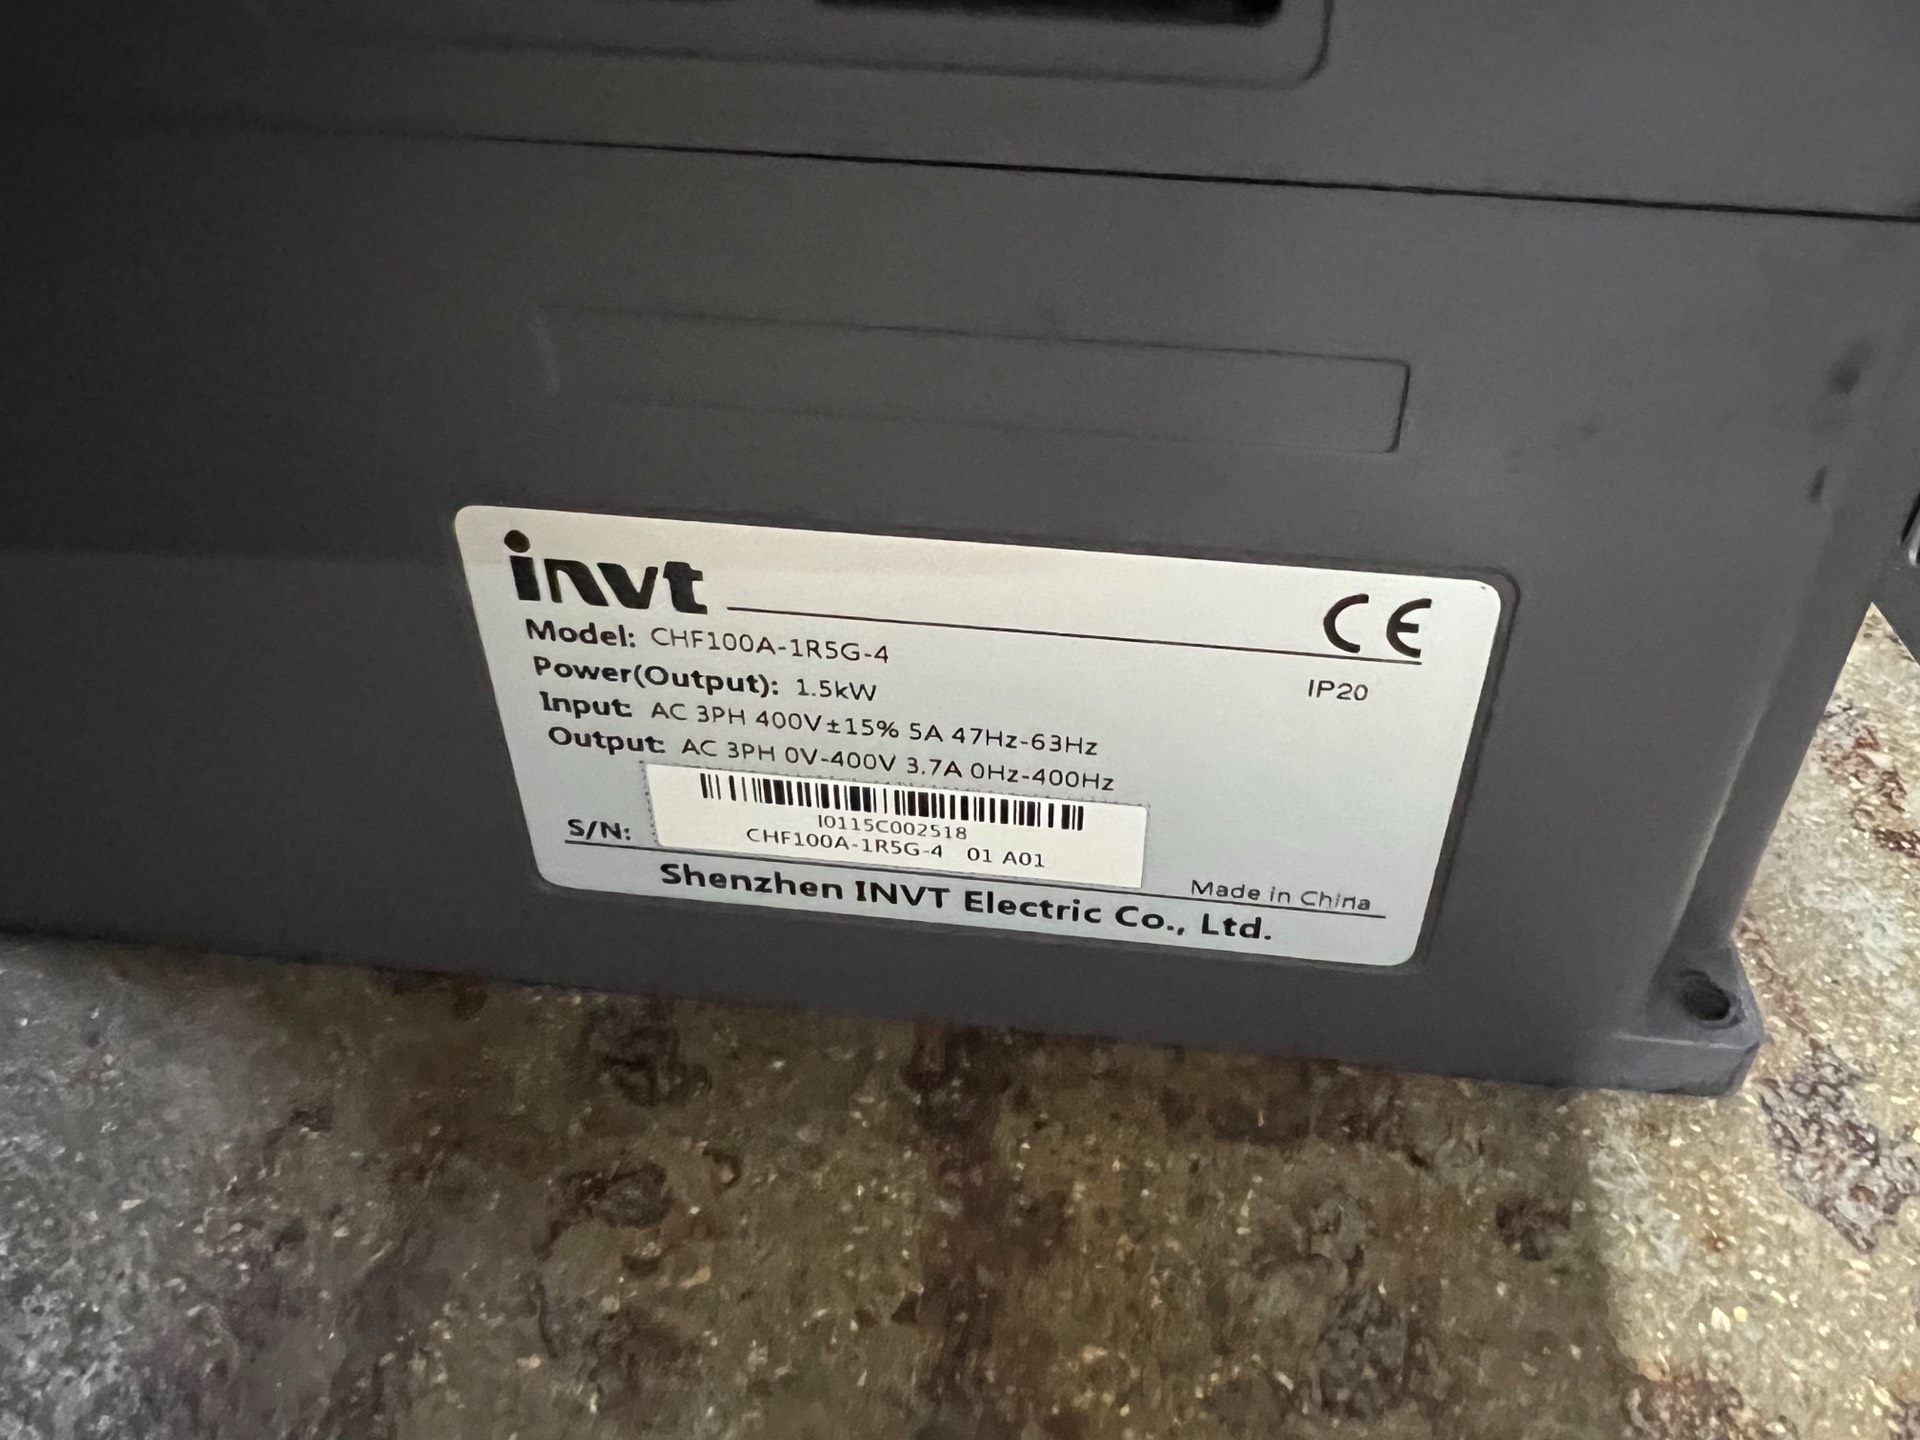 invt
CE
Model: CHF100A-1R5G-4
Power(Output): 1.5kW
IP20
Input: AC 3PH 400V±15% 5A 47Hz-63Hz
Output: AC 3PH 0V-400V 3.7A 0Hz-400Hz
I0115C002518
S/N:
CHF100A-1R5G-4 01 A01
Made in China
Shenzhen INVT Electric Co., Ltd.